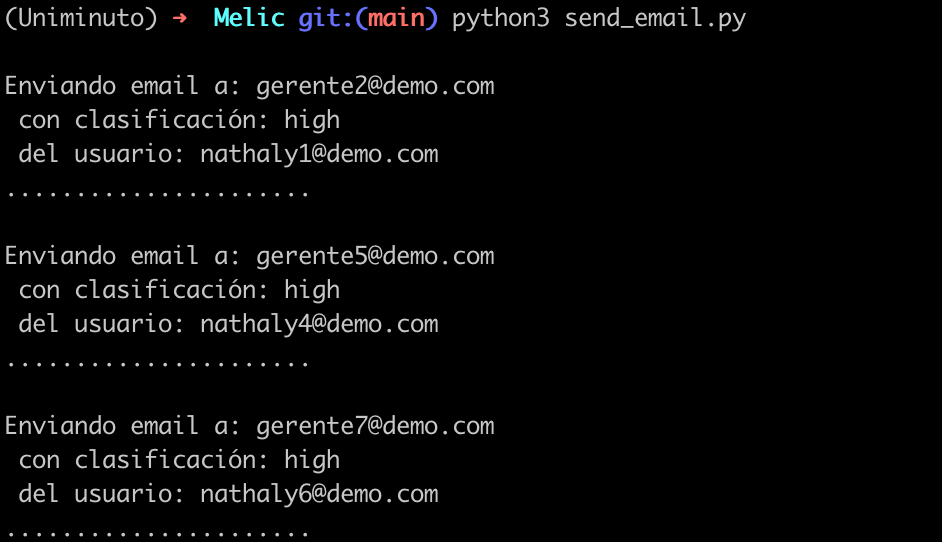 (Uniminuto) ➜ Melic git:(main) python3 send_email.py
Enviando email a: gerente2@demo.com
con clasificación: high
del usuario: nathaly1@demo.com
......................
Enviando email a: gerente5@demo.com
con clasificación: high
del usuario: nathaly4@demo.com
......................
Enviando email a: gerente7@demo.com
con clasificación: high
del usuario: nathaly6@demo.com
......................